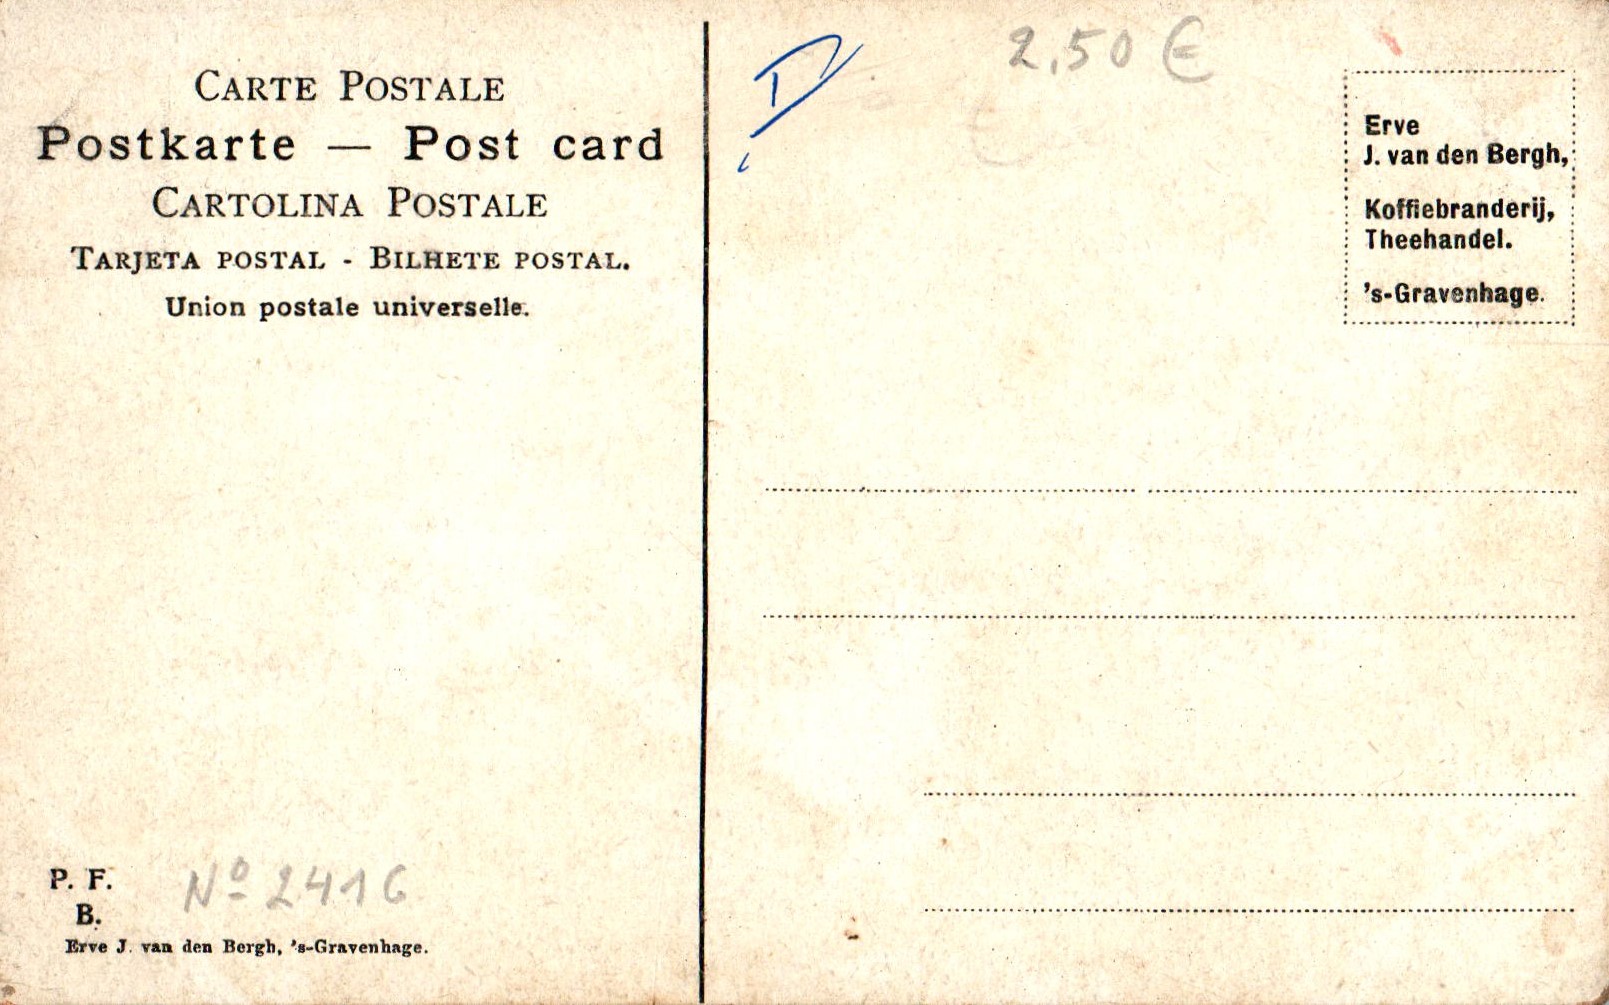 CARTE POSTALE
Postkarte — Post card
CARTOLINA POSTALE
TARJETA POSTAL - BILHETE POSTAL.
Union postale universelle.
P. F.
B.
No 2416
Erve J. van den Bergh, 's-Gravenhage.
2,50 €
Erve
J. van den Bergh,
Koffiebranderij,
Theehandel.
's-Gravenhage.